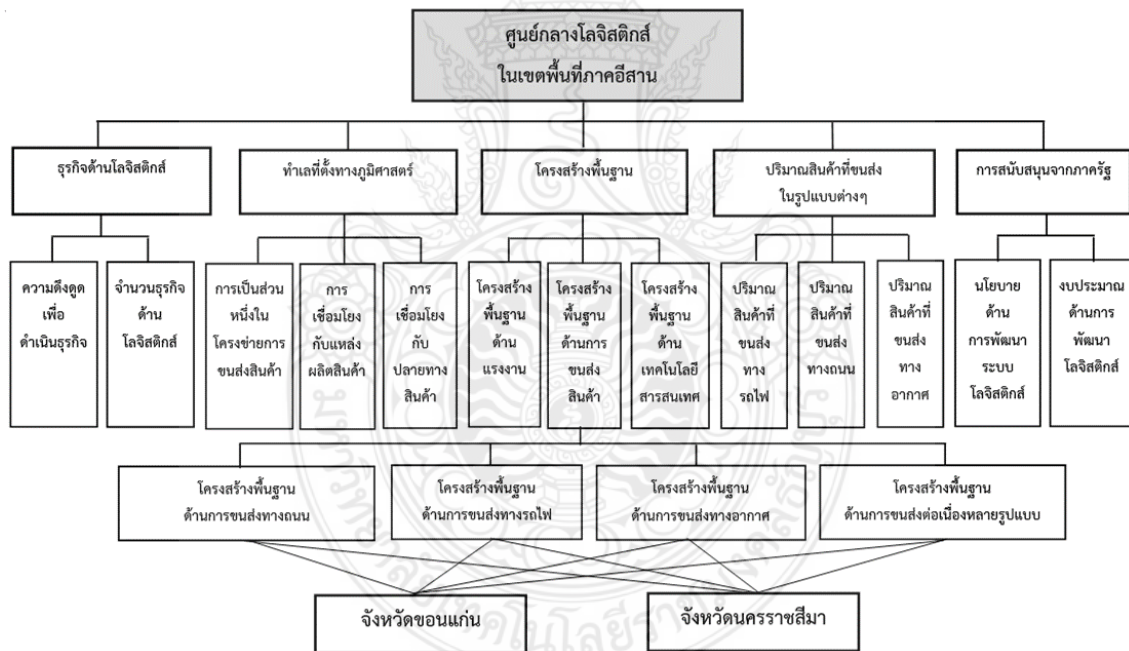 ศูนย์กลางโลจิสติกส์
ในเขตพื้นที่ภาคอีสาน
ธุรกิจด้านโลจิสติกส์
ทำเลที่ตั้งทางภูมิศาสตร์
โครงสร้างพื้นฐาน
ปริมาณสินค้าที่ขนส่ง
ในรูปแบบต่างๆ
การสนับสนุนจากภาครัฐ
ความดึงดูด
เพื่อ
ดำเนินธุรกิจ
จำนวนธุรกิจ
ด้าน
โลจิสติกส์
การเป็นส่วน
หนึ่งใน
โครงข่ายการ
ขนส่งสินค้า
การ
เชื่อมโยง
กับแหล่ง
ผลิตสินค้า
การ
เชื่อมโยง
กับ
ปลายทาง
สินค้า
โครงสร้าง
พื้นฐาน
ด้าน
แรงงาน
โครงสร้าง
พื้นฐาน
ด้านการ
ขนส่ง
สินค้า
โครงสร้าง
พื้นฐาน
ด้าน
เทคโนโลยี
สารสนเทศ
ปริมาณ
สินค้าที่
ขนส่ง
ทาง
รถไฟ
ปริมาณ
สินค้าที่
ขนส่ง
ทางถนน
ปริมาณ
สินค้าที่
ขนส่ง
ทาง
อากาศ
นโยบาย
ด้าน
การพัฒนา
ระบบ
โลจิสติกส์
งบประมาณ
ด้านการ
พัฒนา
โลจิสติกส์
โครงสร้างพื้นฐาน
ด้านการขนส่งทางถนน
โครงสร้างพื้นฐาน
ด้านการขนส่งทางรถไฟ
โครงสร้างพื้นฐาน
ด้านการขนส่งทางอากาศ
โครงสร้างพื้นฐาน
ด้านการขนส่งต่อเนื่องหลายรูปแบบ
จังหวัดขอนแก่น
จังหวัดนครราชสีมา